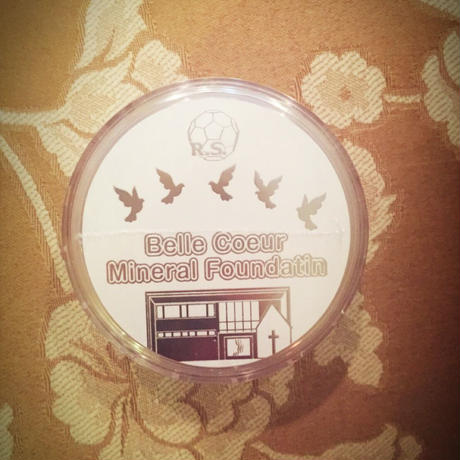 R.S.
Belle Coeur
Mineral Foundatin